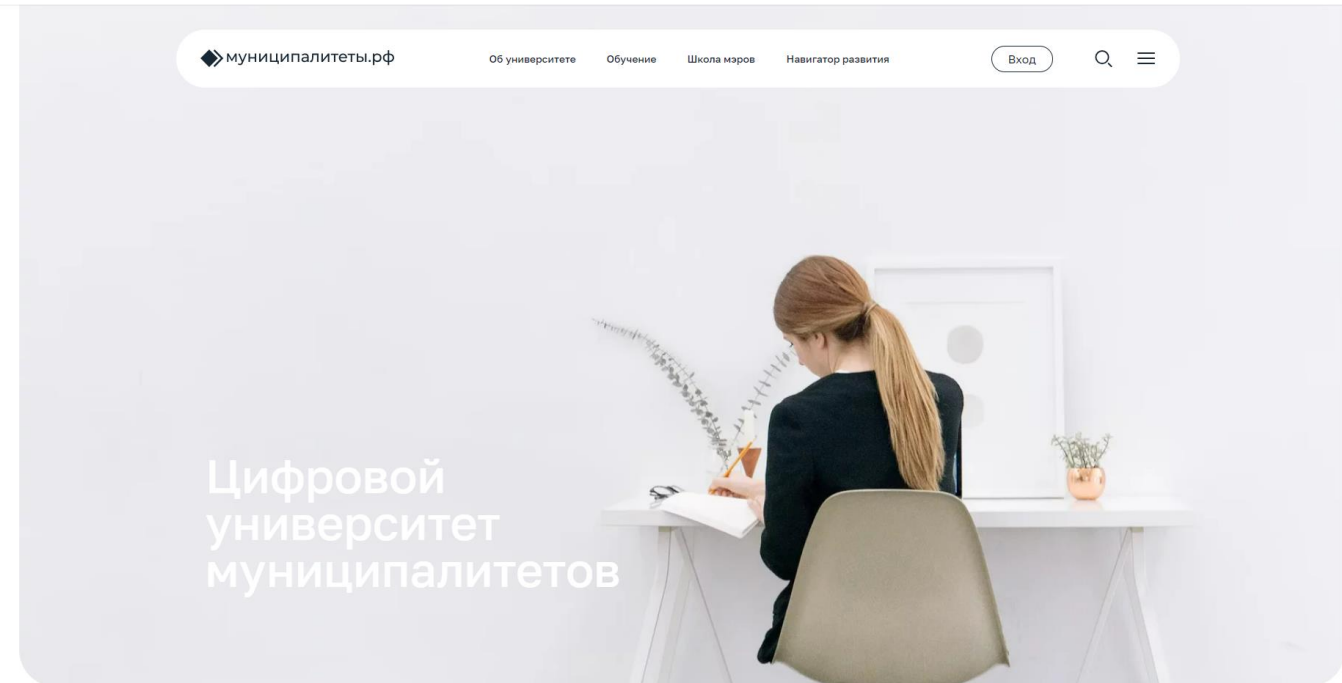 муниципалитеты.рф
Об университете
Обучение
Школа мэров
Навигатор развития
Вход
Цифровой
университет
муниципалитетов